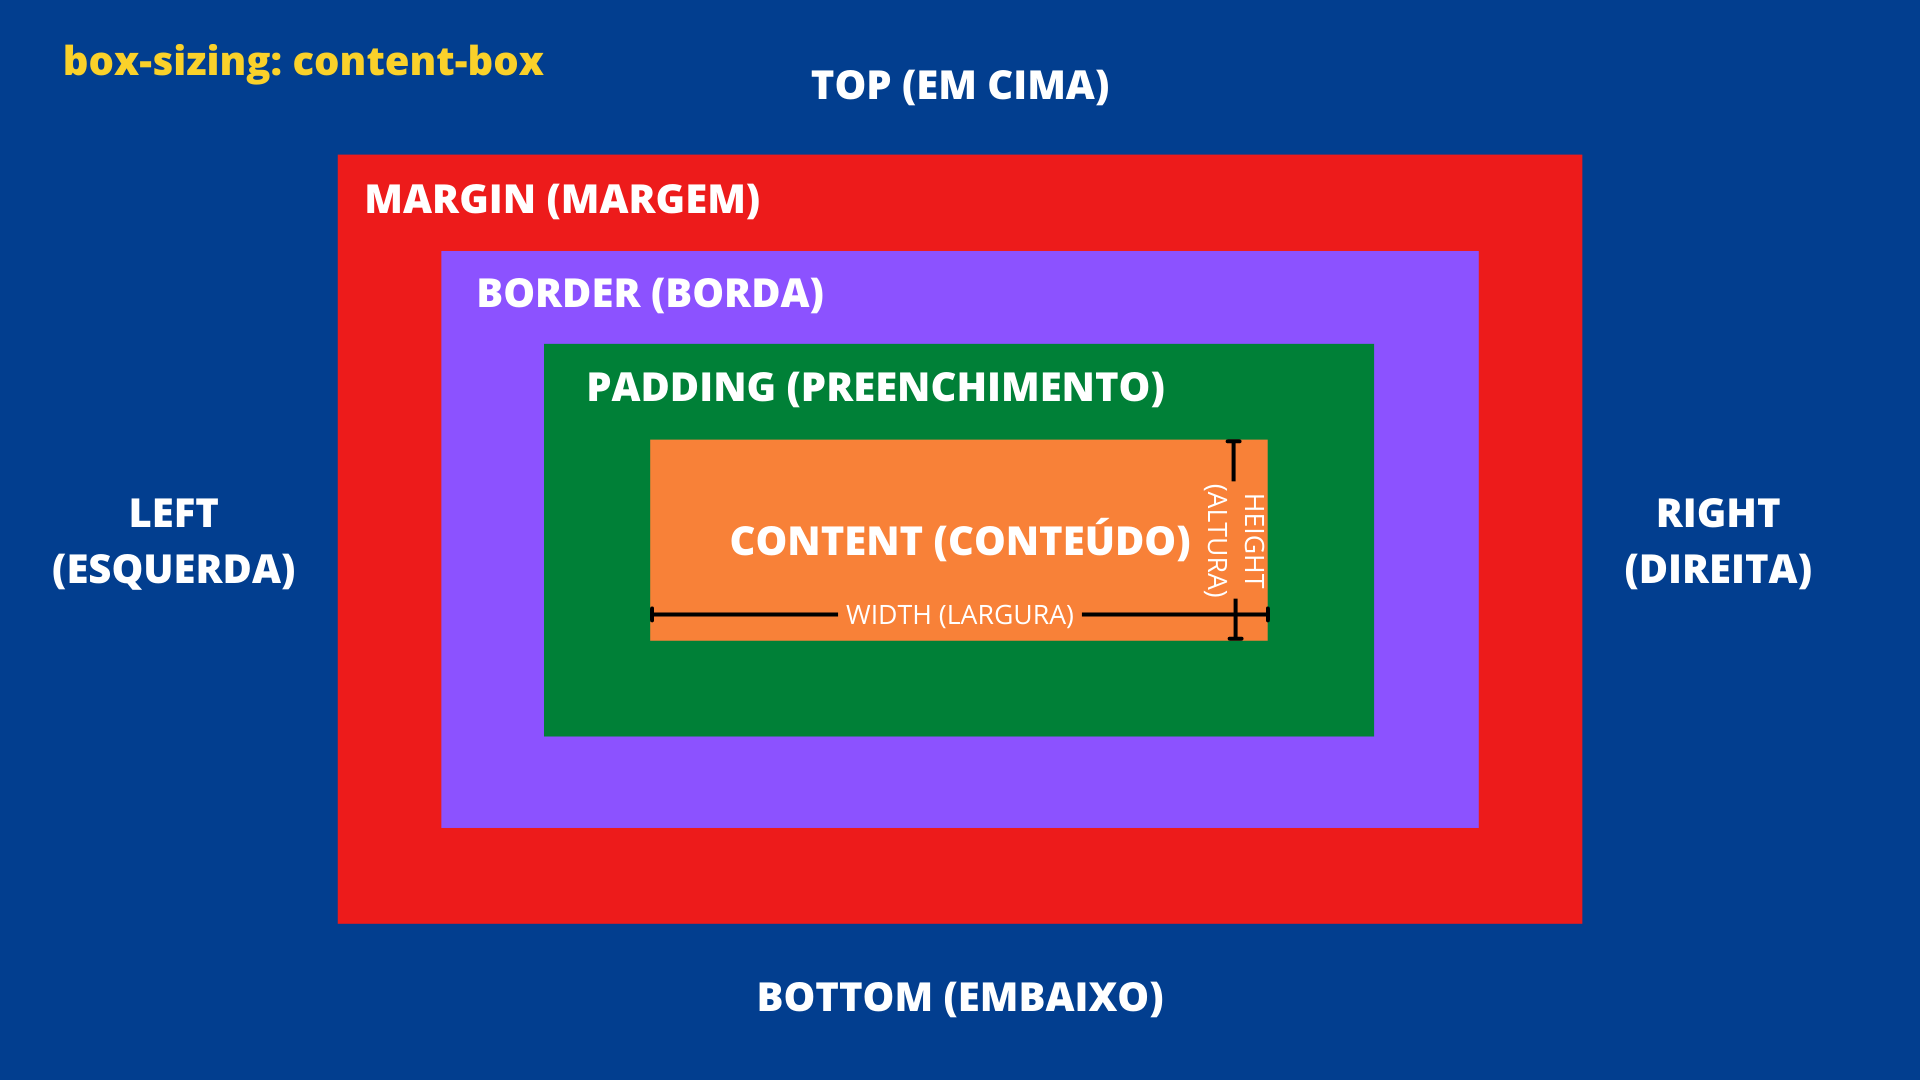 box-sizing: content-box
TOP (EM CIMA)
MARGIN (MARGEM)
BORDER (BORDA)
PADDING (PREENCHIMENTO)
LEFT
(ESQUERDA)
CONTENT (CONTEÚDO)
HEIGHT
(ALTURA)
WIDTH (LARGURA)
RIGHT
(DIREITA)
BOTTOM (EMBAIXO)